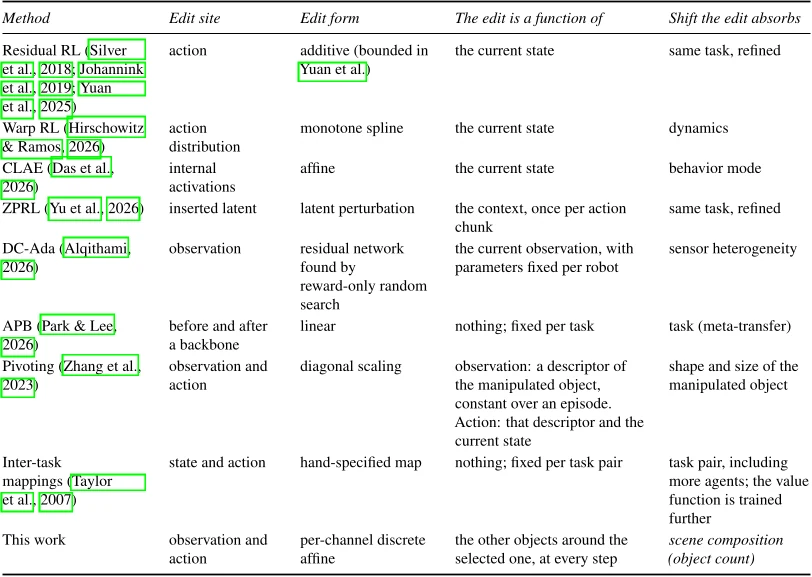 Method Edit site Edit form The edit is a function of Shift the edit absorbs
Residual RL (Silver action additive (bounded in the current state same task, refined
et al., 2018; Johannink Yuan et al.)
et al., 2019; Yuan
et al., 2025)
Warp RL (Hirschowitz action monotone spline the current state dynamics
& Ramos, 2026) distribution
CLAE (Das et al., internal affine the current state behavior mode
2026) activations
ZPRL (Yu et al., 2026) inserted latent latent perturbation the context, once per action same task, refined
chunk
DC-Ada (Alqithami, observation residual network the current observation, with sensor heterogeneity
2026) found by parameters fixed per robot
reward-only random
search
APB (Park & Lee, before and after linear nothing; fixed per task task (meta-transfer)
2026) a backbone
Pivoting (Zhang et al., observation and diagonal scaling observation: a descriptor of shape and size of the
2023) action the manipulated object, manipulated object
constant over an episode.
Action: that descriptor and the
current state
Inter-task state and action hand-specified map nothing; fixed per task pair task pair, including
mappings (Taylor more agents; the value
et al., 2007) function is trained
further
This work observation and per-channel discrete the other objects around the scene composition
action affine selected one, at every step (object count)